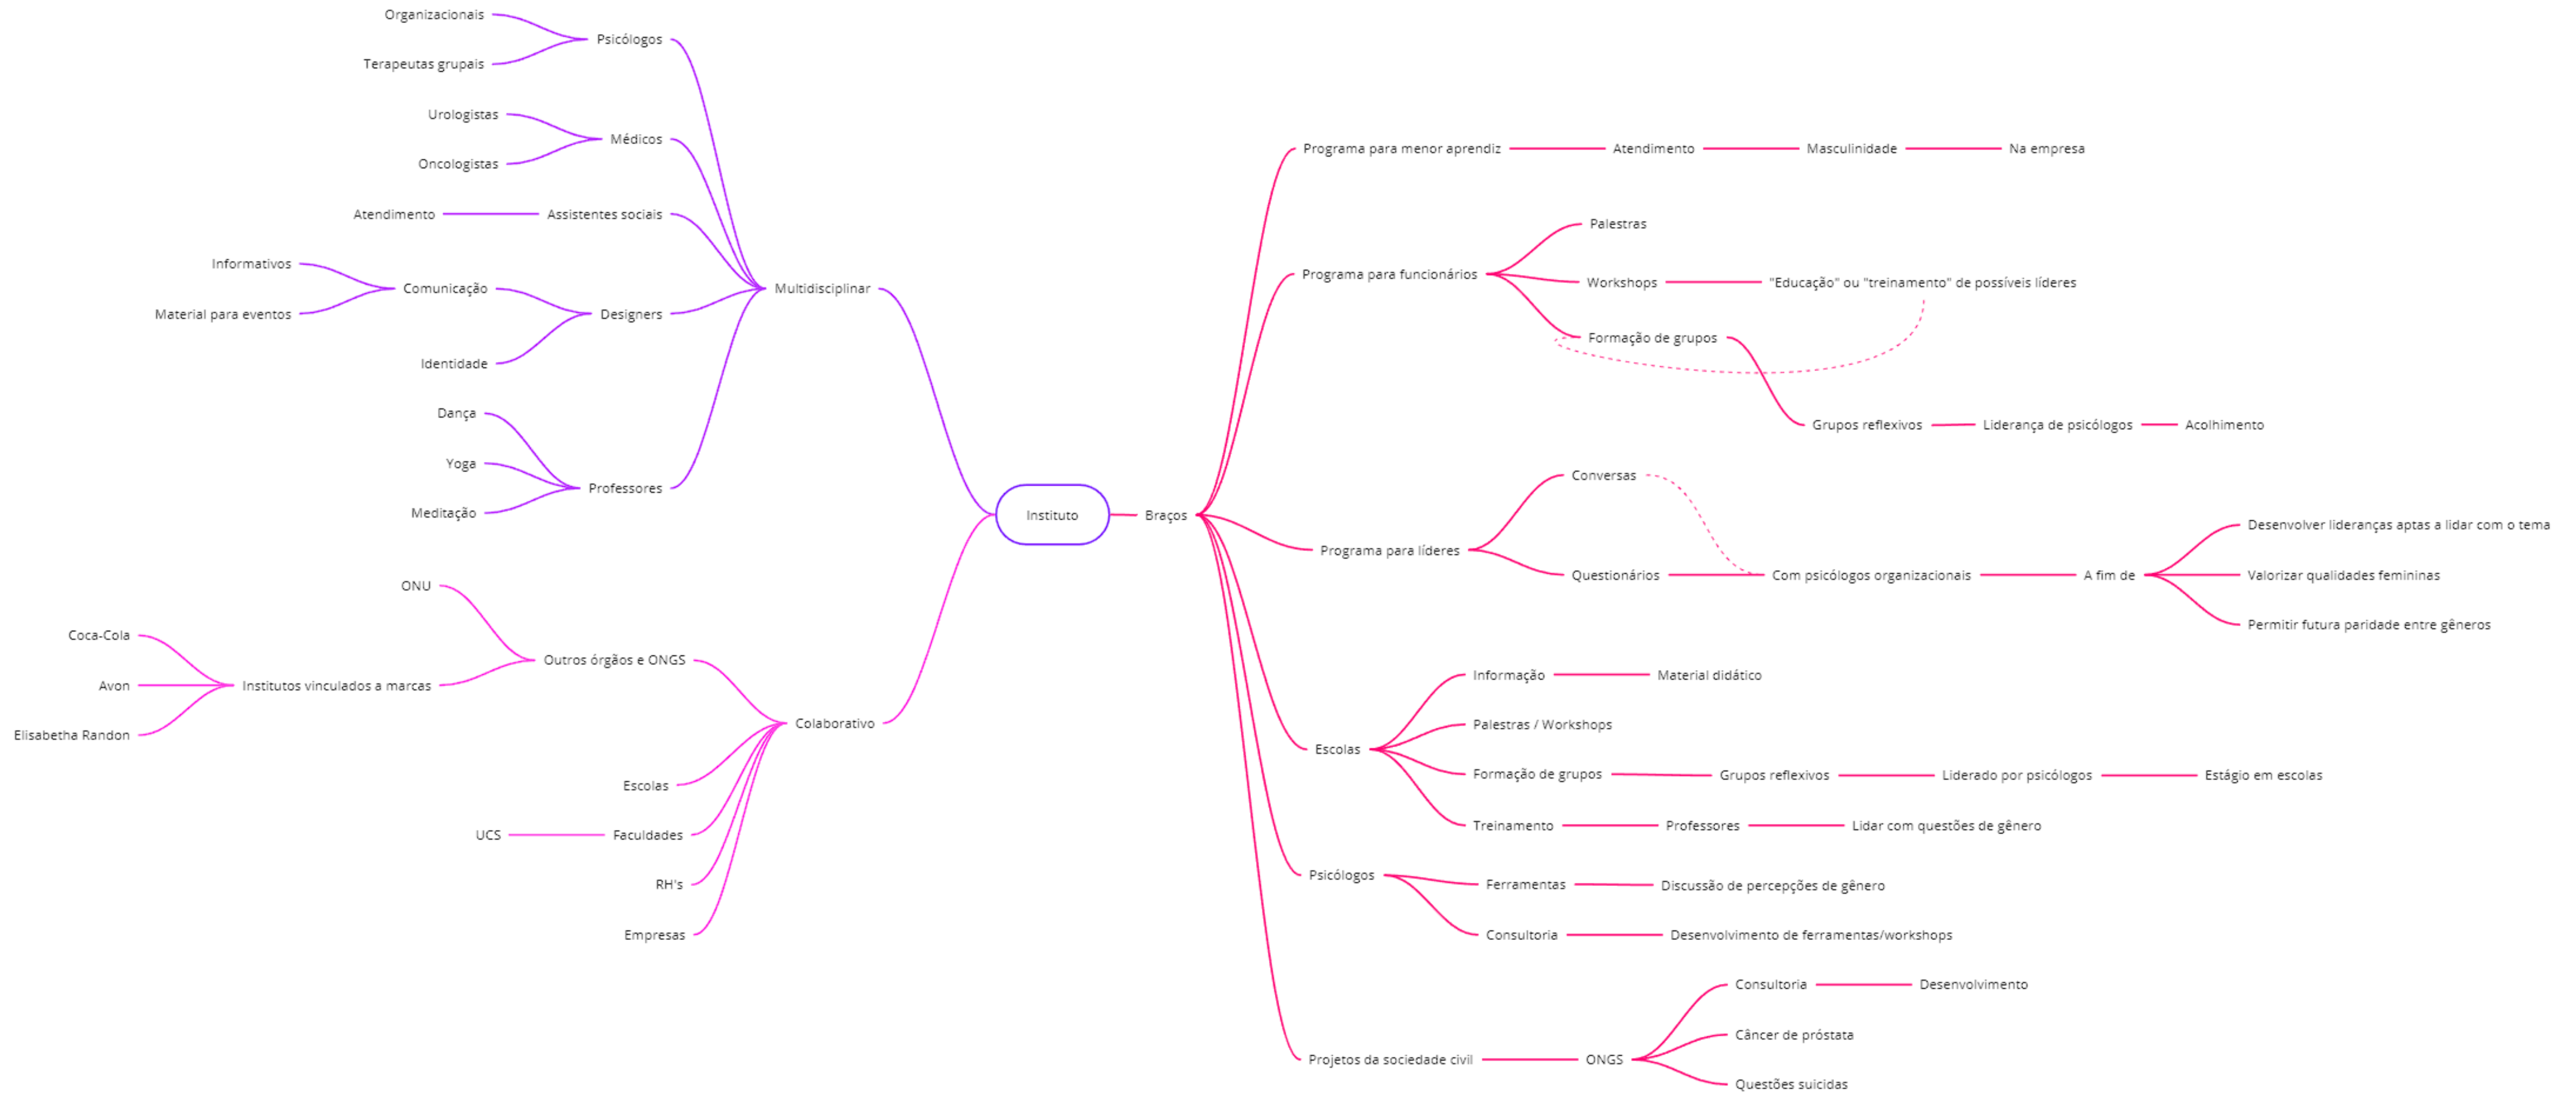 Organizacionais
Psicólogos
Terapeutas grupais
Urologistas
Médicos
Oncologistas
Atendimento
Assistentes sociais
Informativos
Comunicação
Material para eventos
Designers
Identidade
Multidisciplinar
Dança
Yoga
Meditação
Professores
ONU
Coca-Cola
Avon
Elisabetha Randon
Institutos vinculados a marcas
Outros órgãos e ONGS
Colaborativo
Escolas
UCS
Faculdades
RH's
Empresas
Instituto
Braços
Programa para menor aprendiz
Atendimento
Masculinidade
Na empresa
Programa para funcionários
Palestras
Workshops
"Educação" ou "treinamento" de possíveis líderes
Formação de grupos
Grupos reflexivos
Liderança de psicólogos
Acolhimento
Programa para líderes
Conversas
Questionários
Com psicólogos organizacionais
A fim de
Desenvolver lideranças aptas a lidar com o tema
Valorizar qualidades femininas
Permitir futura paridade entre gêneros
Escolas
Informação
Material didático
Palestras / Workshops
Formação de grupos
Grupos reflexivos
Liderado por psicólogos
Estágio em escolas
Treinamento
Professores
Lidar com questões de gênero
Psicólogos
Ferramentas
Discussão de percepções de gênero
Consultoria
Desenvolvimento de ferramentas/workshops
Projetos da sociedade civil
ONGS
Consultoria
Desenvolvimento
Câncer de próstata
Questões suicidas